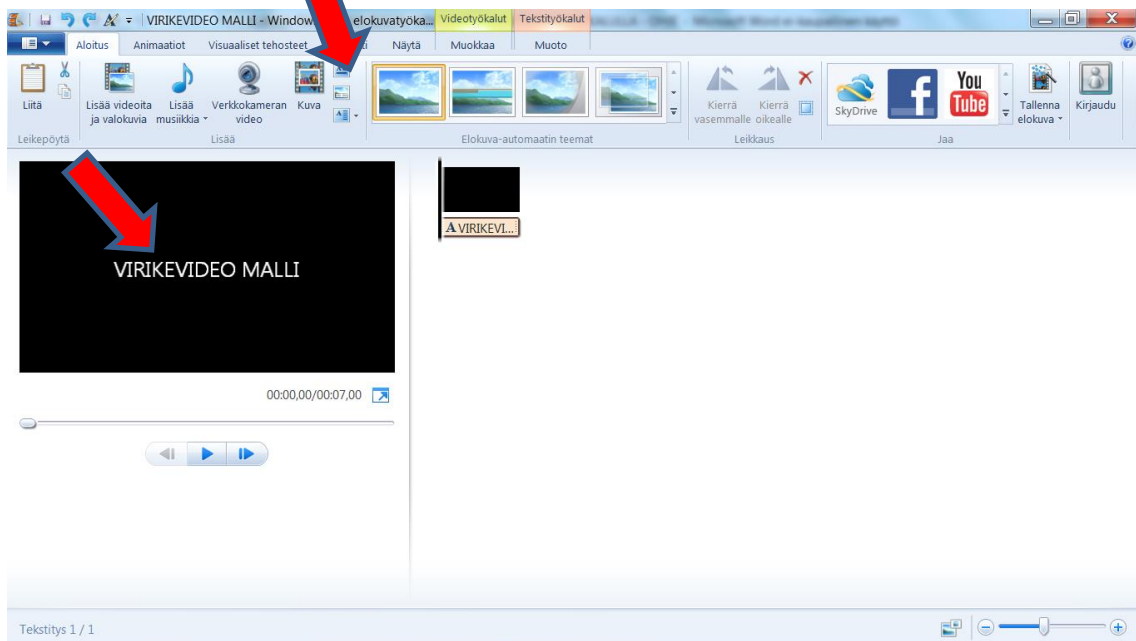 VIRIKEVIDEO MALLI - Window elokuvatyöka... Videotyökalut Tekstityökalut
Aloitus Animaatiot Visuaaliset tehosteet Näytä Muokkaa Muoto
Liitä
Lisää videoita ja valokuvia
Lisää musiikkia
Verkkokameran video
Kuva
Kierrä vasemmalle
Kierrä oikealle
SkyDrive
f
You Tube
Tallenna elokuva
Kirjaudu
Leikepöytä Lisää Elokuva-automaatin teemat Leikkaus Jaa
VIRIKEVIDEO MALLI
A VIRIKEVI...
00:00,00/00:07,00
Tekstitys 1 / 1